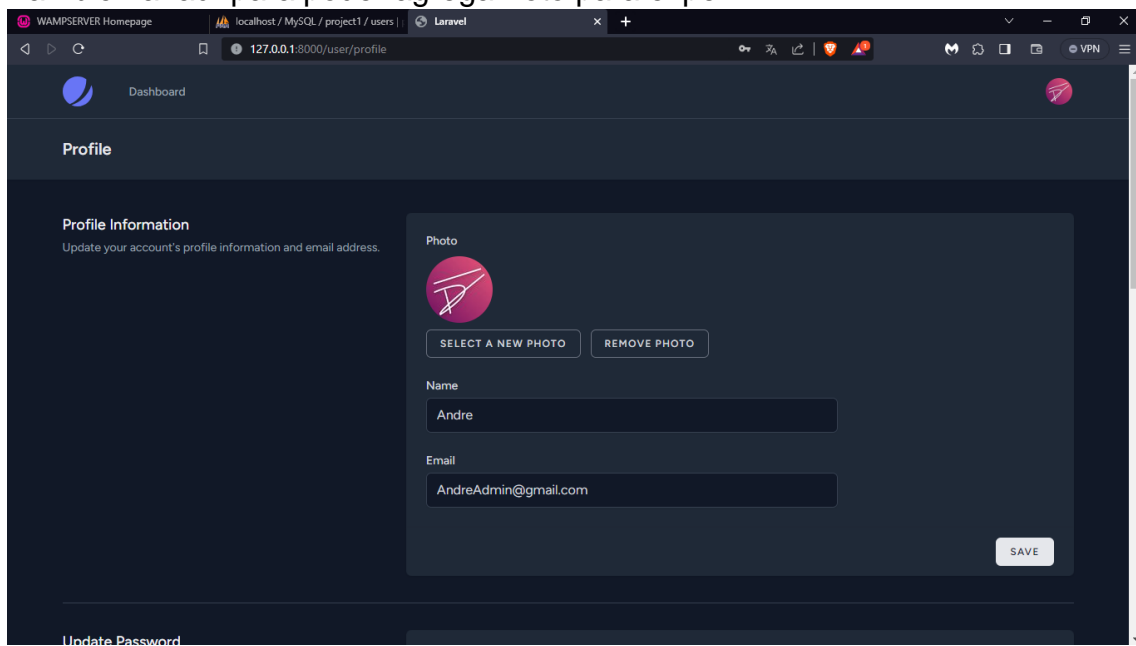 WAMPSERVER Homepage
localhost / MySQL / project1 / users |
Laravel
127.0.0.1:8000/user/profile
VPN
Dashboard
Profile
Profile Information
Update your account's profile information and email address.
Photo
SELECT A NEW PHOTO
REMOVE PHOTO
Name
Andre
Email
AndreAdmin@gmail.com
SAVE
Update Password